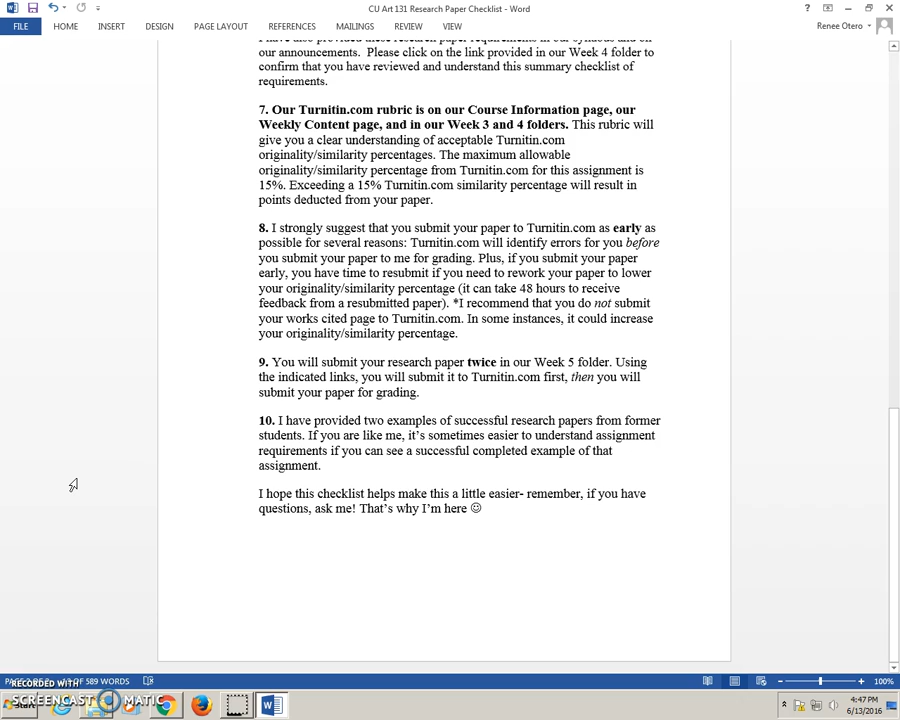 CU Art 131 Research Paper Checklist - Word
FILE HOME INSERT DESIGN PAGE LAYOUT REFERENCES MAILINGS REVIEW VIEW Renee Otero
I have also provided these research paper requirements in our syllabus and on
our announcements. Please click on the link provided in our Week 4 folder to
confirm that you have reviewed and understand this summary checklist of
requirements.
7. Our Turnitin.com rubric is on our Course Information page, our
Weekly Content page, and in our Week 3 and 4 folders. This rubric will
give you a clear understanding of acceptable Turnitin.com
originality/similarity percentages. The maximum allowable
originality/similarity percentage from Turnitin.com for this assignment is
15%. Exceeding a 15% Turnitin.com similarity percentage will result in
points deducted from your paper.
8. I strongly suggest that you submit your paper to Turnitin.com as early as
possible for several reasons: Turnitin.com will identify errors for you before
you submit your paper to me for grading. Plus, if you submit your paper
early, you have time to resubmit if you need to rework your paper to lower
your originality/similarity percentage (it can take 48 hours to receive
feedback from a resubmitted paper). *I recommend that you do not submit
your works cited page to Turnitin.com. In some instances, it could increase
your originality/similarity percentage.
9. You will submit your research paper twice in our Week 5 folder. Using
the indicated links, you will submit it to Turnitin.com first, then you will
submit your paper for grading.
10. I have provided two examples of successful research papers from former
students. If you are like me, it's sometimes easier to understand assignment
requirements if you can see a successful completed example of that
assignment.
I hope this checklist helps make this a little easier- remember, if you have
questions, ask me! That's why I'm here ☺
OF 589 WORDS 100%
RECORDED WITH
SCREENCAST MATIC
Start
4:47 PM
6/13/2016